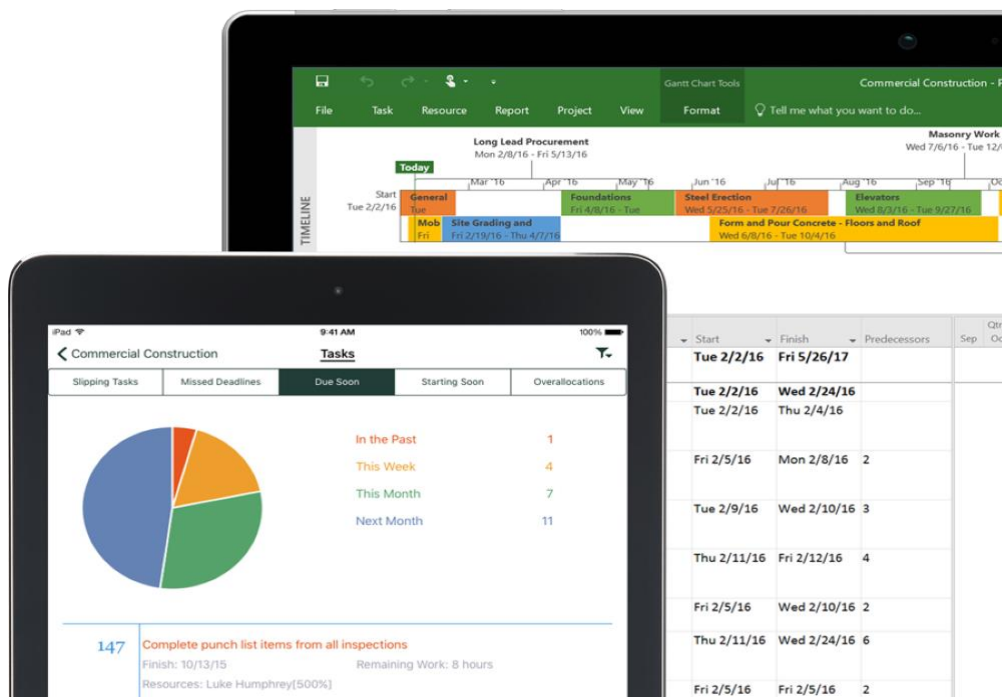 Gantt Chart Tools
Commercial Construction - P
File Task Resource Report Project View Format Tell me what you want to do...
Long Lead Procurement
Mon 2/8/16 - Fri 5/13/16
Masonry Work
Wed 7/6/16 - Tue 12/
Today
Mar '16 Apr '16 May '16 Jun '16 Jul '16 Aug '16 Sep '16 Oc
Start
Tue 2/2/16
TIMELINE
General
Tue
Foundations
Fri 4/8/16 - Tue
Steel Erection
Wed 5/25/16 - Tue 7/26/16
Elevators
Wed 8/3/16 - Tue 9/27/16
Mob
Fri
Site Grading and
Fri 2/19/16 - Thu 4/7/16
Form and Pour Concrete - Floors and Roof
Wed 6/8/16 - Tue 10/4/16
Start Finish Predecessors Sep Qtr
Oc
Tue 2/2/16 Fri 5/26/17
Tue 2/2/16 Wed 2/24/16
Tue 2/2/16 Thu 2/4/16
Fri 2/5/16 Mon 2/8/16 2
Tue 2/9/16 Wed 2/10/16 3
Thu 2/11/16 Fri 2/12/16 4
Fri 2/5/16 Wed 2/10/16 2
Thu 2/11/16 Wed 2/24/16 6
Fri 2/5/16 Fri 2/5/16 2
iPad 9:41 AM 100%
Commercial Construction Tasks
Slipping Tasks Missed Deadlines Due Soon Starting Soon Overallocations
In the Past 1
This Week 4
This Month 7
Next Month 11
147 Complete punch list items from all inspections
Finish: 10/13/15 Remaining Work: 8 hours
Resources: Luke Humphrey[500%]